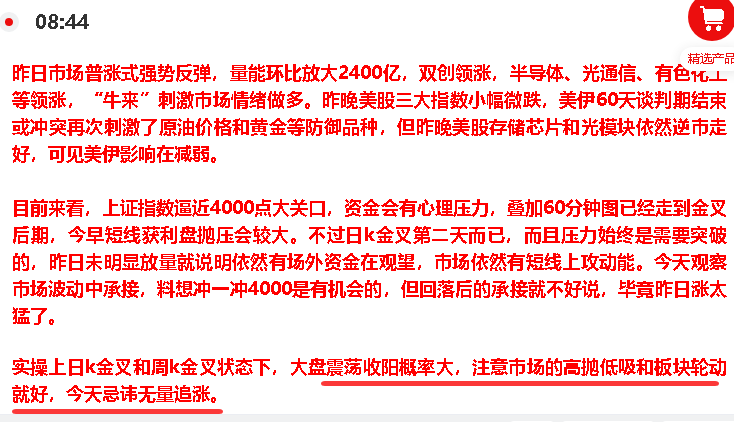 08:44
精选产品
昨日市场普涨式强势反弹，量能环比放大2400亿，双创领涨，半导体、光通信、有色化工
等领涨，“牛来”刺激市场情绪做多。昨晚美股三大指数小幅微跌，美伊60天谈判期结束
或冲突再次刺激了原油价格和黄金等防御品种，但昨晚美股存储芯片和光模块依然逆市走
好，可见美伊影响在减弱。
目前来看，上证指数逼近4000点大关口，资金会有心理压力，叠加60分钟图已经走到金叉
后期，今早短线获利盘抛压会较大。不过日k金叉第二天而已，而且压力始终是需要突破
的，昨日未明显放量就说明依然有场外资金在观望，市场依然有短线上攻动能。今天观察
市场波动中承接，料想冲一冲4000是有机会的，但回落后的承接就不好说，毕竟昨日涨太
猛了。
实操上日k金叉和周k金叉状态下，大盘震荡收阳概率大，注意市场的高抛低吸和板块轮动
就好，今天忌讳无量追涨。